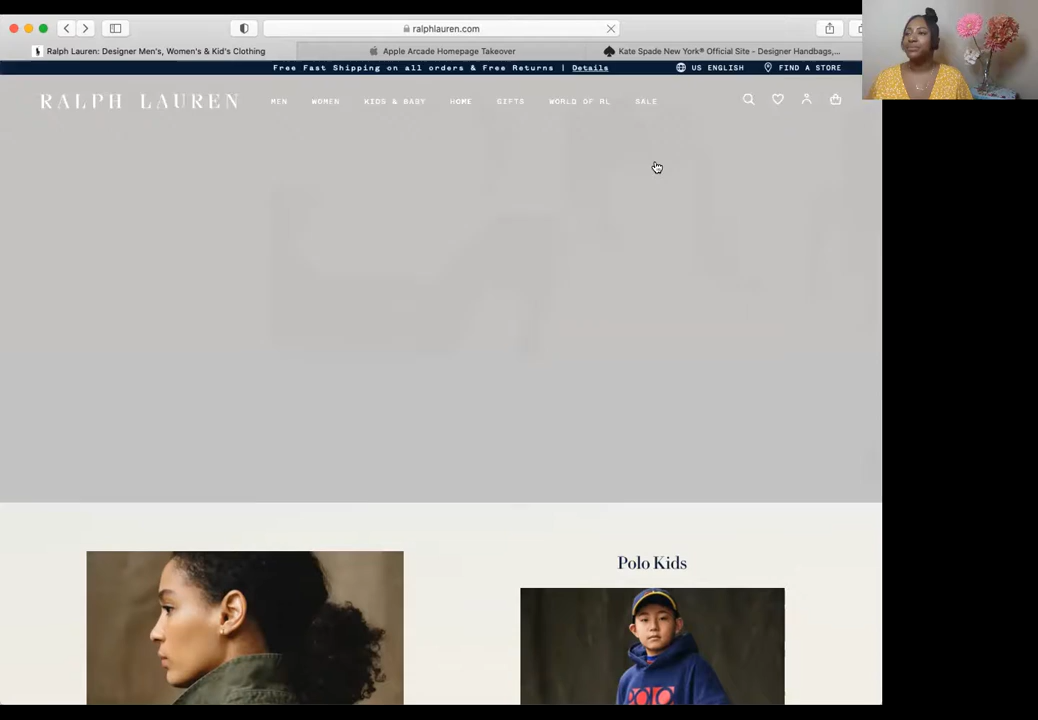 ralphlauren.com
Ralph Lauren: Designer Men's, Women's & Kid's Clothing
Apple Arcade Homepage Takeover
Kate Spade New York® Official Site - Designer Handbags,...
Free Fast Shipping on all orders & Free Returns | Details
US ENGLISH
FIND A STORE
RALPH LAUREN
MEN WOMEN KIDS & BABY HOME GIFTS WORLD OF RL SALE
Polo Kids
POLO